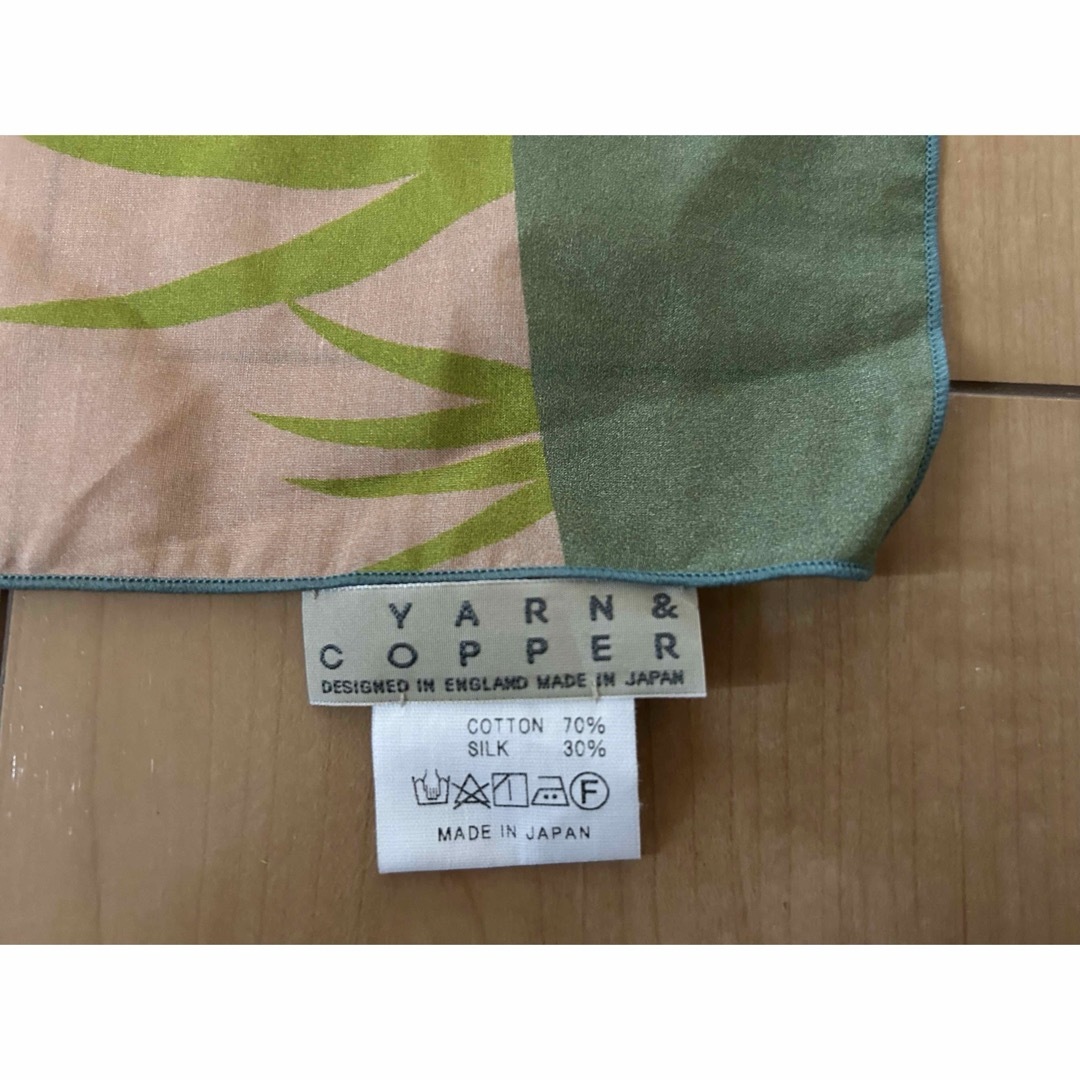 YARN&
COPPER
DESIGNED IN ENGLAND MADE IN JAPAN
COTTON 70%
SILK 30%
F
MADE IN JAPAN